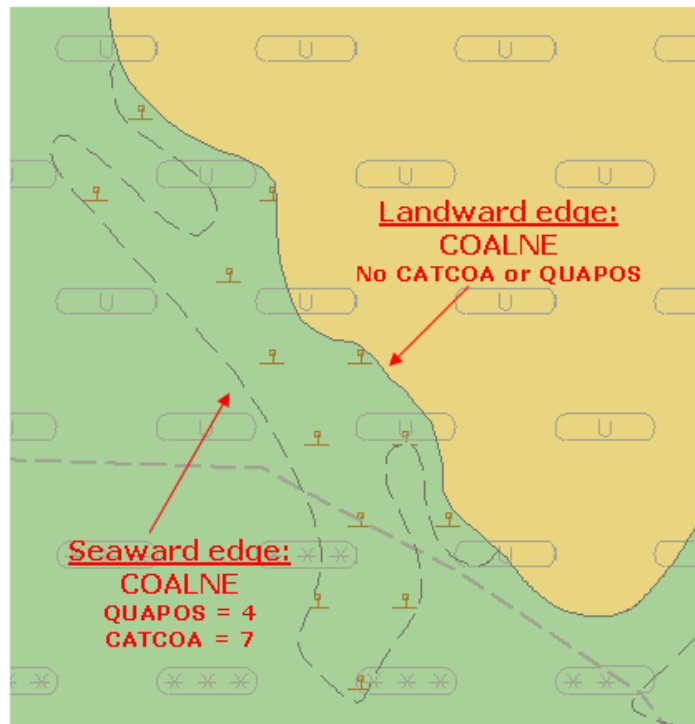 U
U
U
U
U
U
U
Landward edge:
COALNE
No CATCOA or QUAPOS
U
U
U
U
U
U
U
Seaward edge:
COALNE
QUAPOS = 4
CATCOA = 7
U